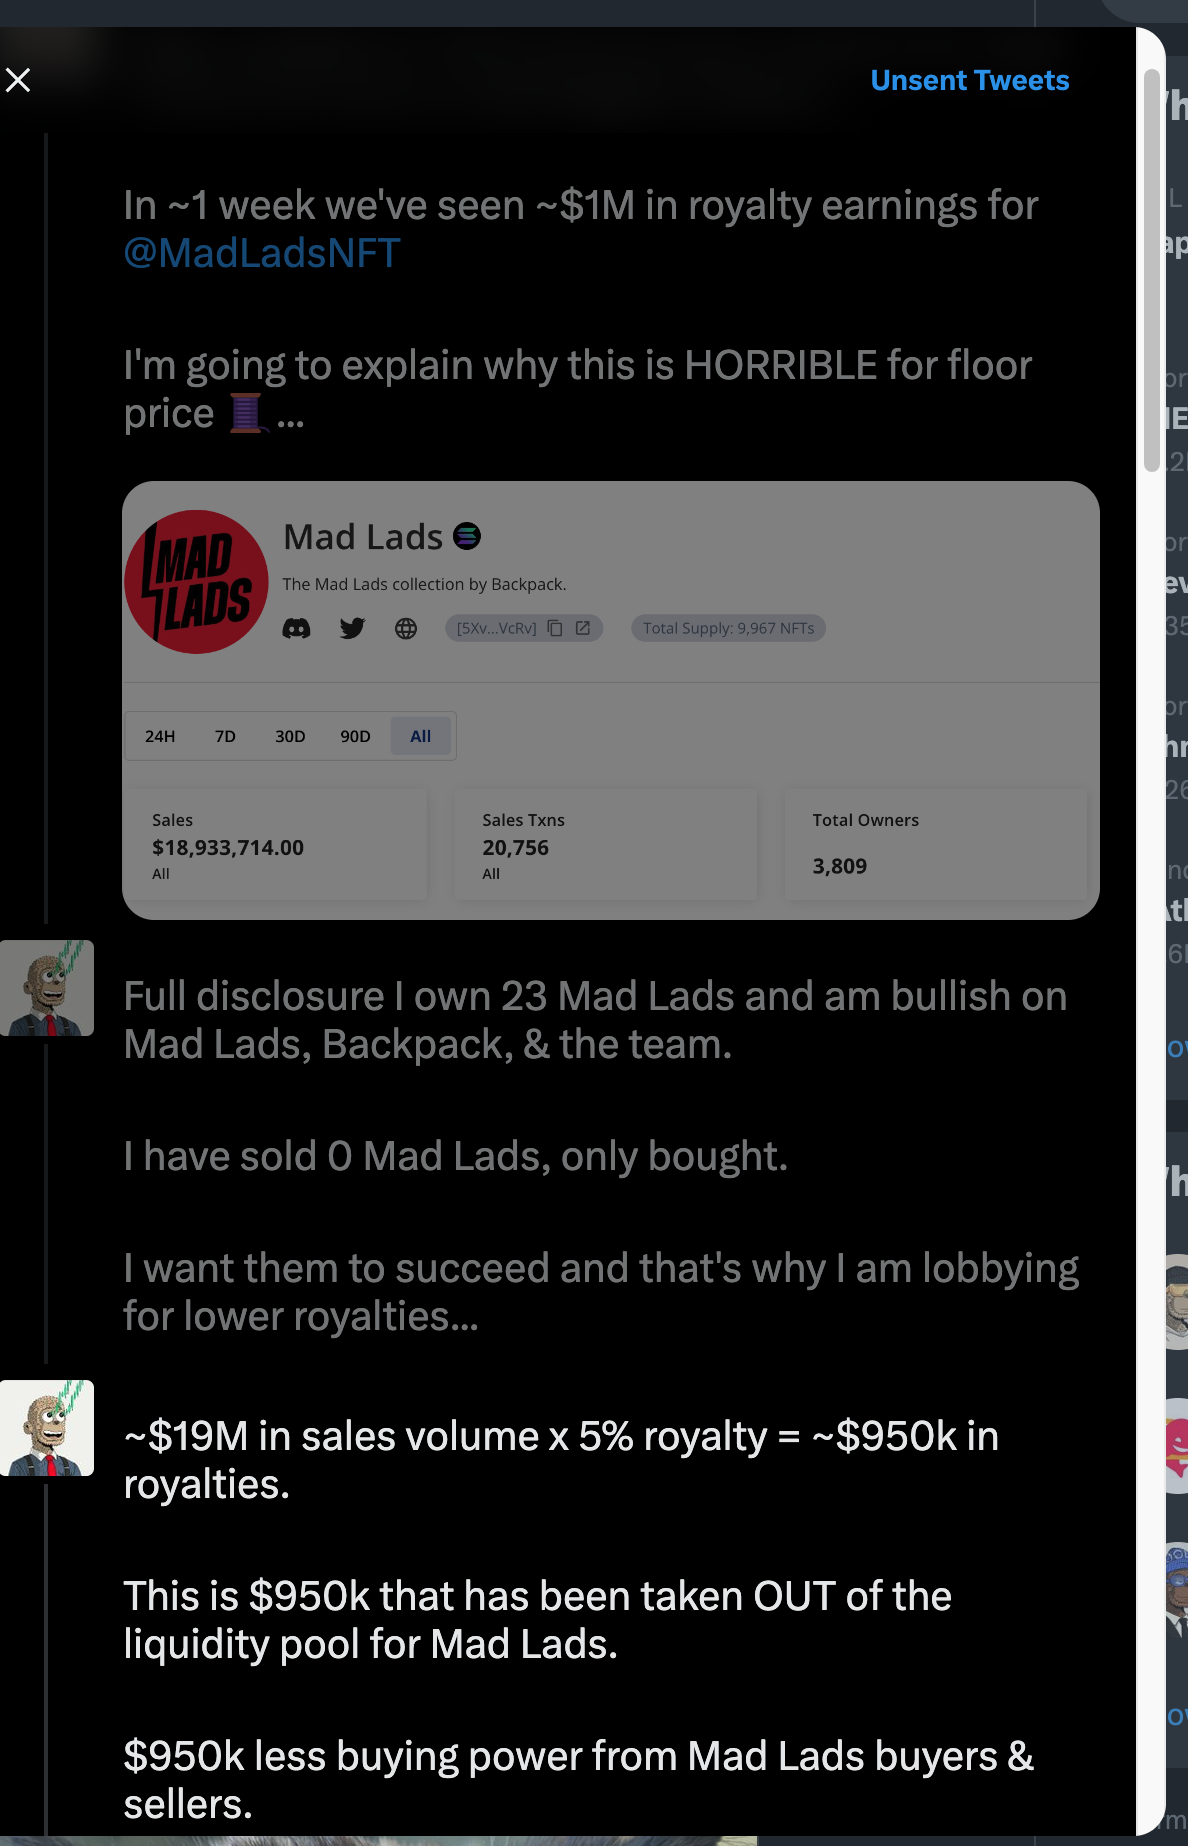 Unsent Tweets
In ~1 week we've seen ~$1M in royalty earnings for
@MadLadsNFT
I'm going to explain why this is HORRIBLE for floor
price 🧵...
MAD
LADS
Mad Lads
The Mad Lads collection by Backpack.
[5Xv...VcRv]
Total Supply: 9,967 NFTs
24H 7D 30D 90D All
Sales Sales Txns Total Owners
$18,933,714.00 20,756 3,809
All All
Full disclosure I own 23 Mad Lads and am bullish on
Mad Lads, Backpack, & the team.
I have sold 0 Mad Lads, only bought.
I want them to succeed and that's why I am lobbying
for lower royalties...
~$19M in sales volume x 5% royalty = ~$950k in
royalties.
This is $950k that has been taken OUT of the
liquidity pool for Mad Lads.
$950k less buying power from Mad Lads buyers &
sellers.